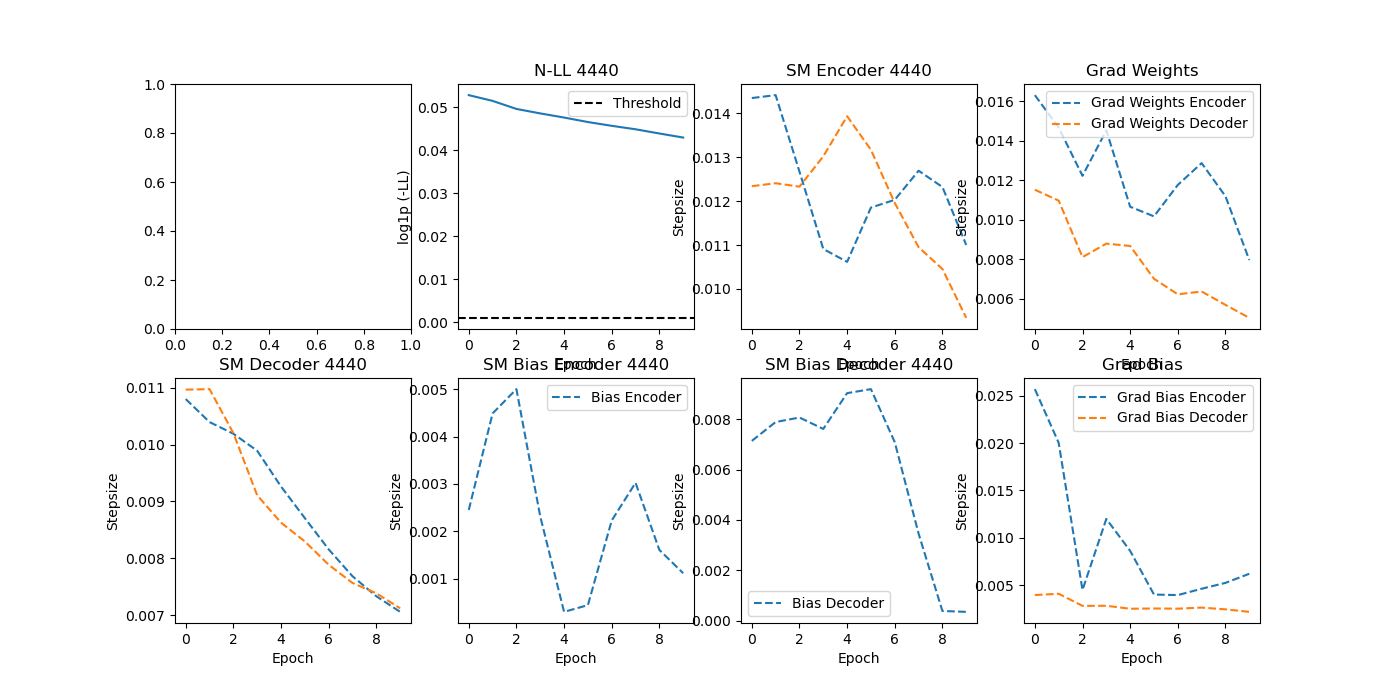 N-LL 4440
SM Encoder 4440
Grad Weights
1.0
0.8
0.6
0.4
0.2
0.0
0.0 0.2 0.4 0.6 0.8 1.0
log1p (-LL)
0.05
0.04
0.03
0.02
0.01
0.00
Threshold
0 2 4 6 8
Epoch
Stepsize
0.014
0.013
0.012
0.011
0.010
0 2 4 6 8
Epoch
Stepsize
0.016
0.014
0.012
0.010
0.008
0.006
Grad Weights Encoder
Grad Weights Decoder
0 2 4 6 8
Epoch
SM Decoder 4440
SM Bias Encoder 4440
SM Bias Decoder 4440
Grad Bias
Stepsize
0.011
0.010
0.009
0.008
0.007
0 2 4 6 8
Epoch
Stepsize
0.005
0.004
0.003
0.002
0.001
Bias Encoder
0 2 4 6 8
Epoch
Stepsize
0.008
0.006
0.004
0.002
0.000
Bias Decoder
0 2 4 6 8
Epoch
Stepsize
0.025
0.020
0.015
0.010
0.005
Grad Bias Encoder
Grad Bias Decoder
0 2 4 6 8
Epoch